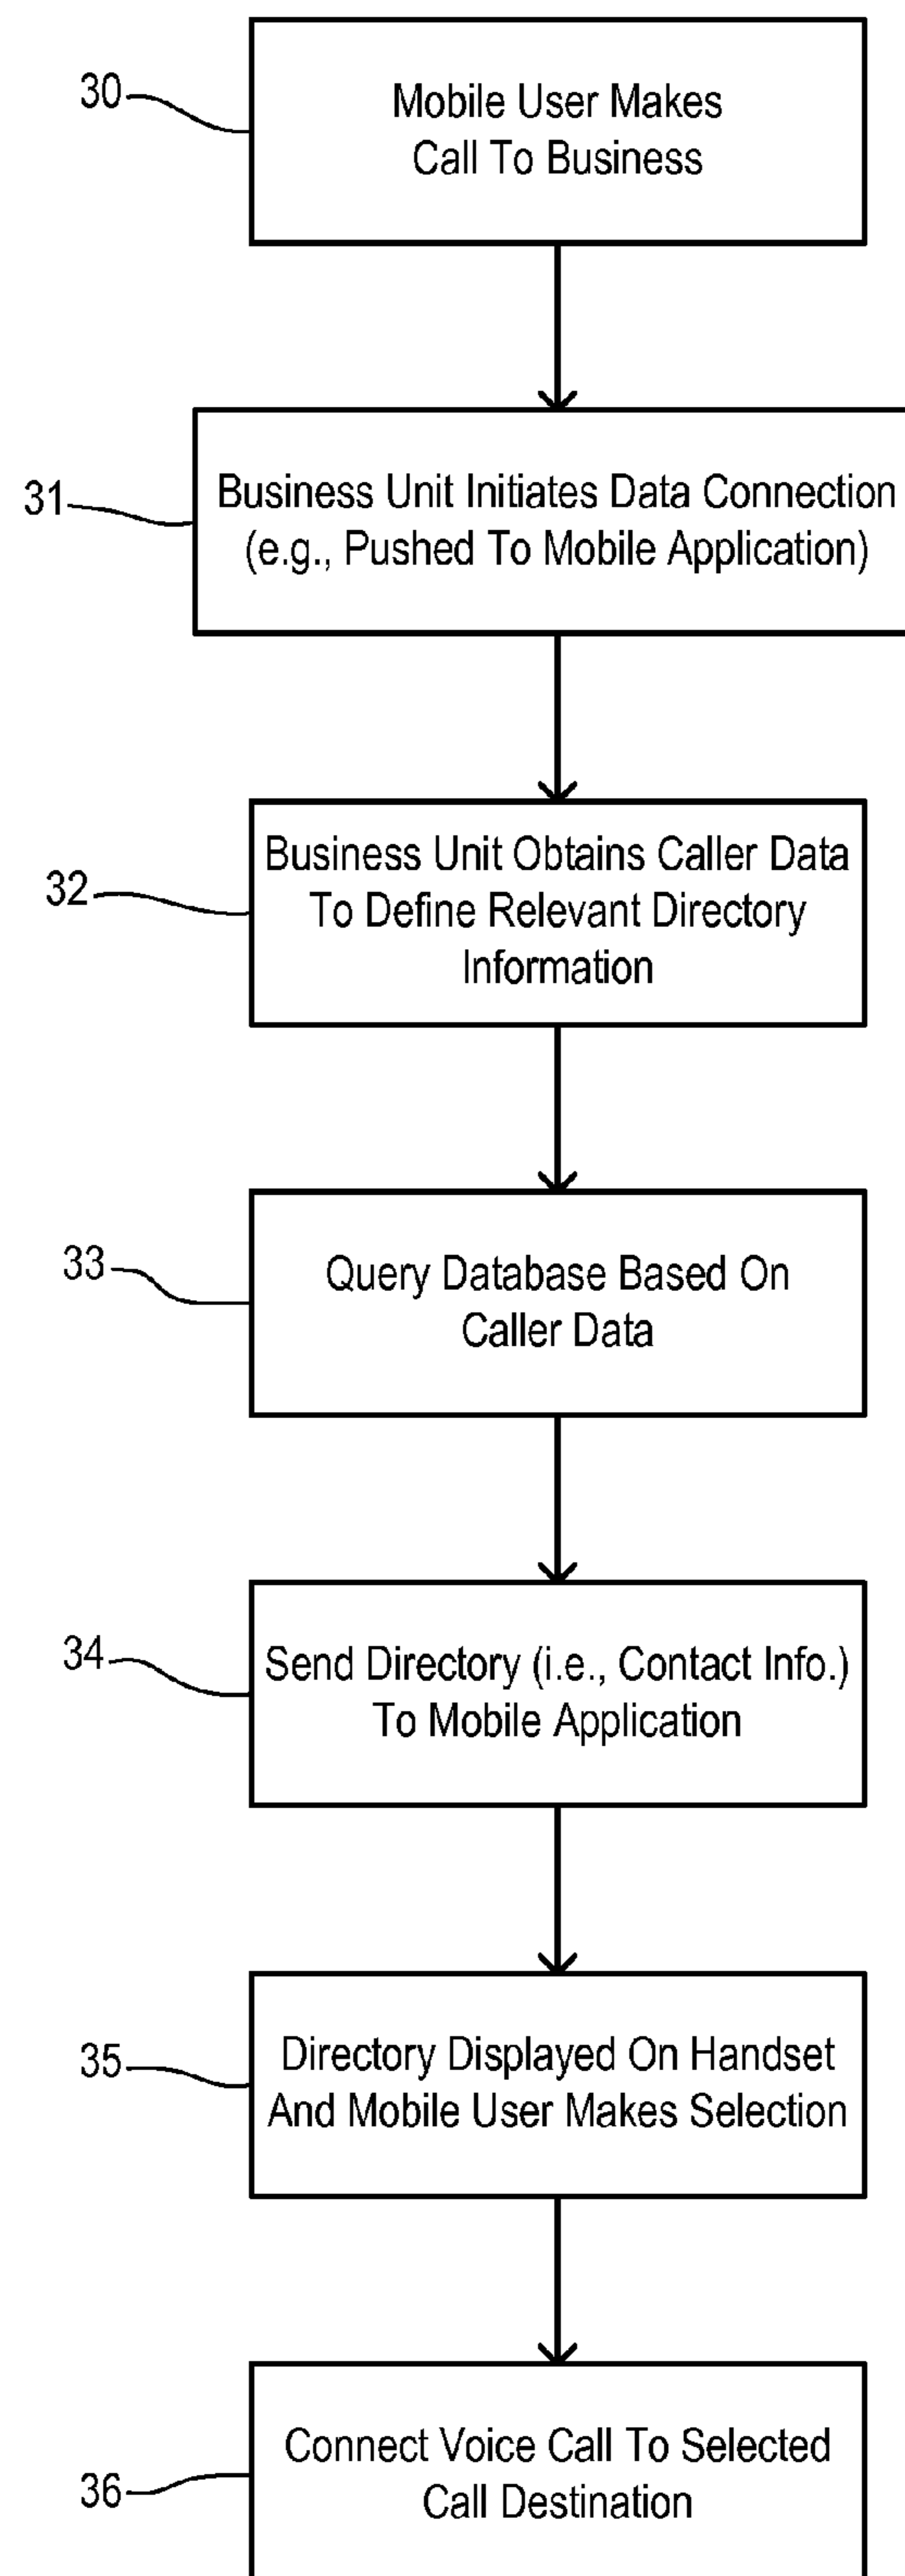 30
Mobile User Makes
Call To Business
31
Business Unit Initiates Data Connection
(e.g., Pushed To Mobile Application)
32
Business Unit Obtains Caller Data
To Define Relevant Directory
Information
33
Query Database Based On
Caller Data
34
Send Directory (i.e., Contact Info.)
To Mobile Application
35
Directory Displayed On Handset
And Mobile User Makes Selection
36
Connect Voice Call To Selected
Call Destination